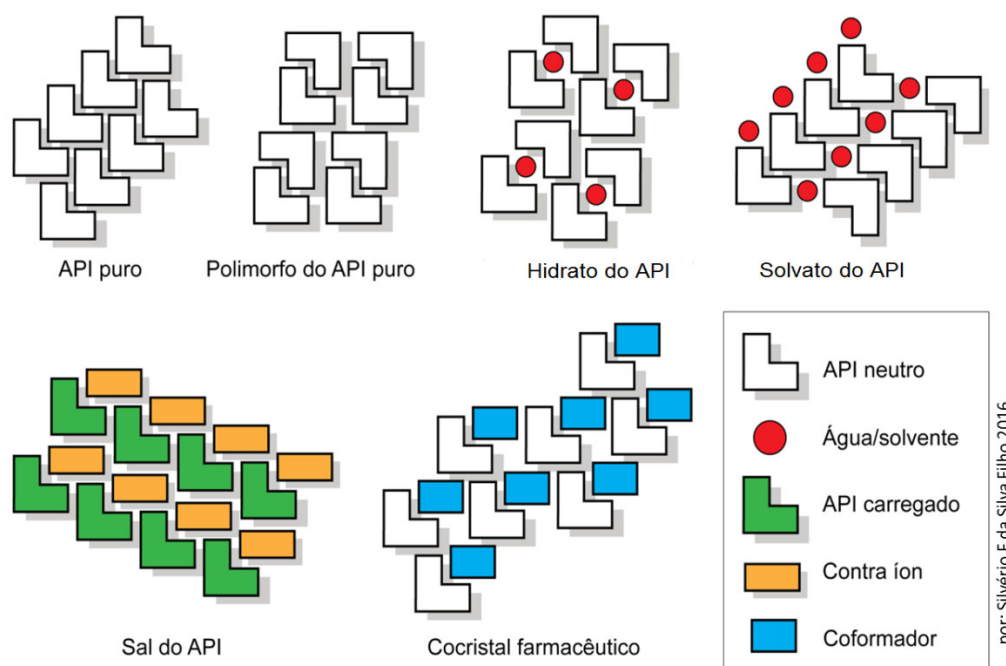 API puro
Polimorfo do API puro
Hidrato do API
Solvato do API
API neutro
Água/solvente
API carregado
Contra íon
Coformador
Sal do API
Cocristal farmacêutico
por: Silvério F da Silva Filho 2016